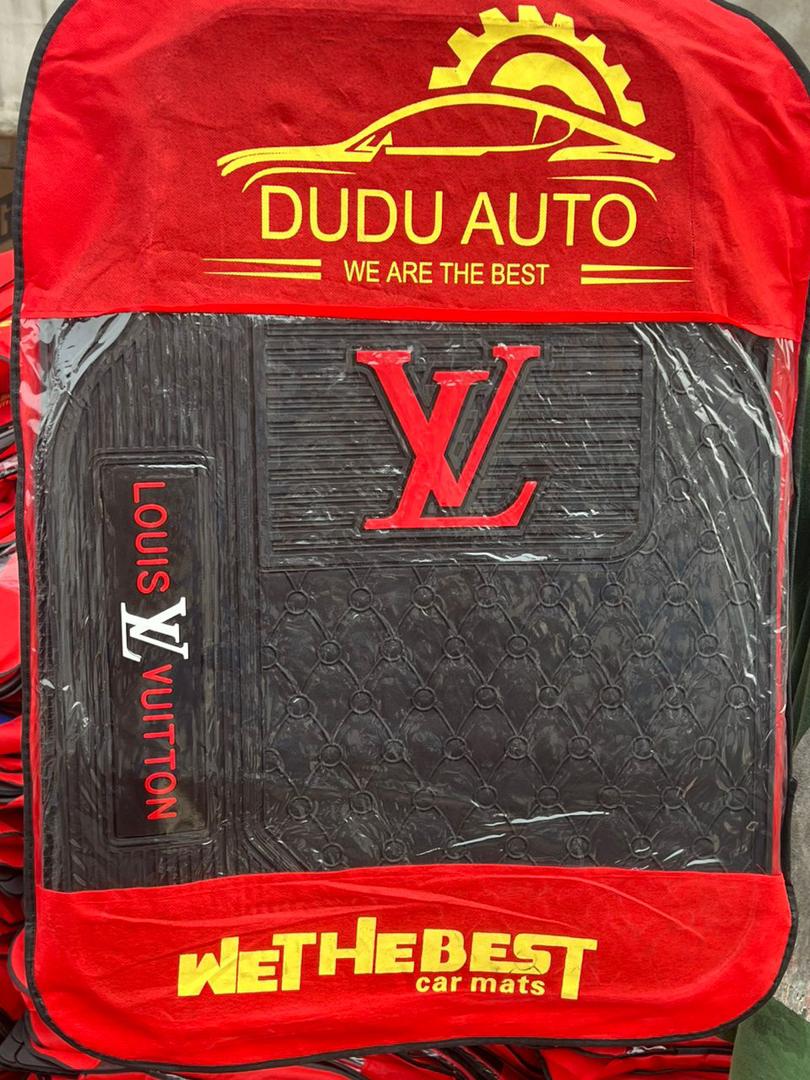 DUDU AUTO
WE ARE THE BEST
LV
LOUIS LV VUITTON
WETHEBEST
car mats